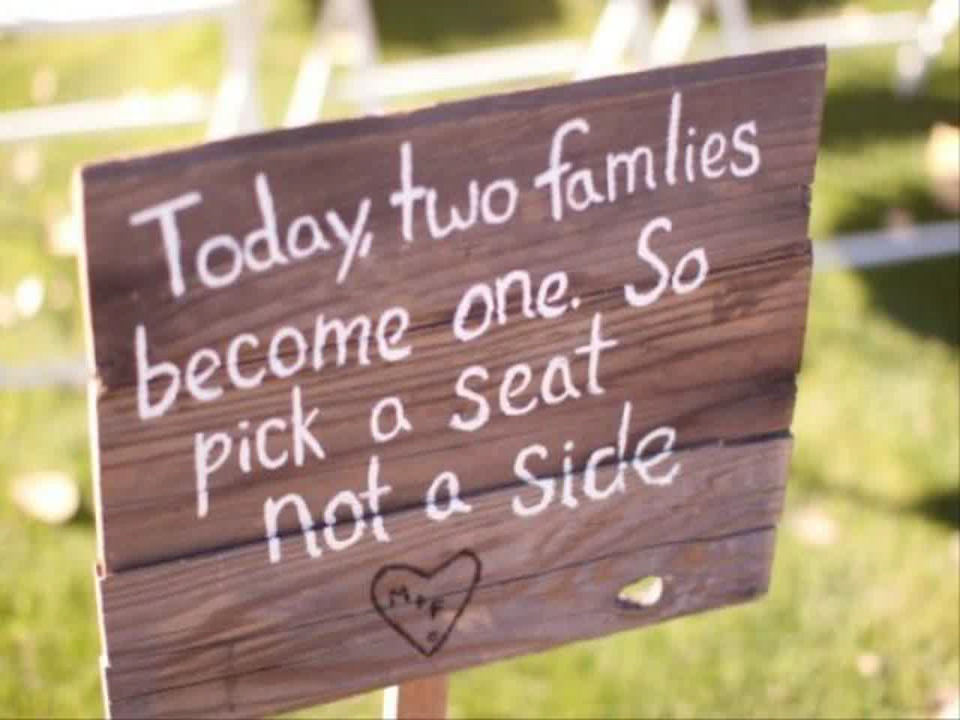 Today, two famlies
become one. So
pick a seat
not a side
M+F